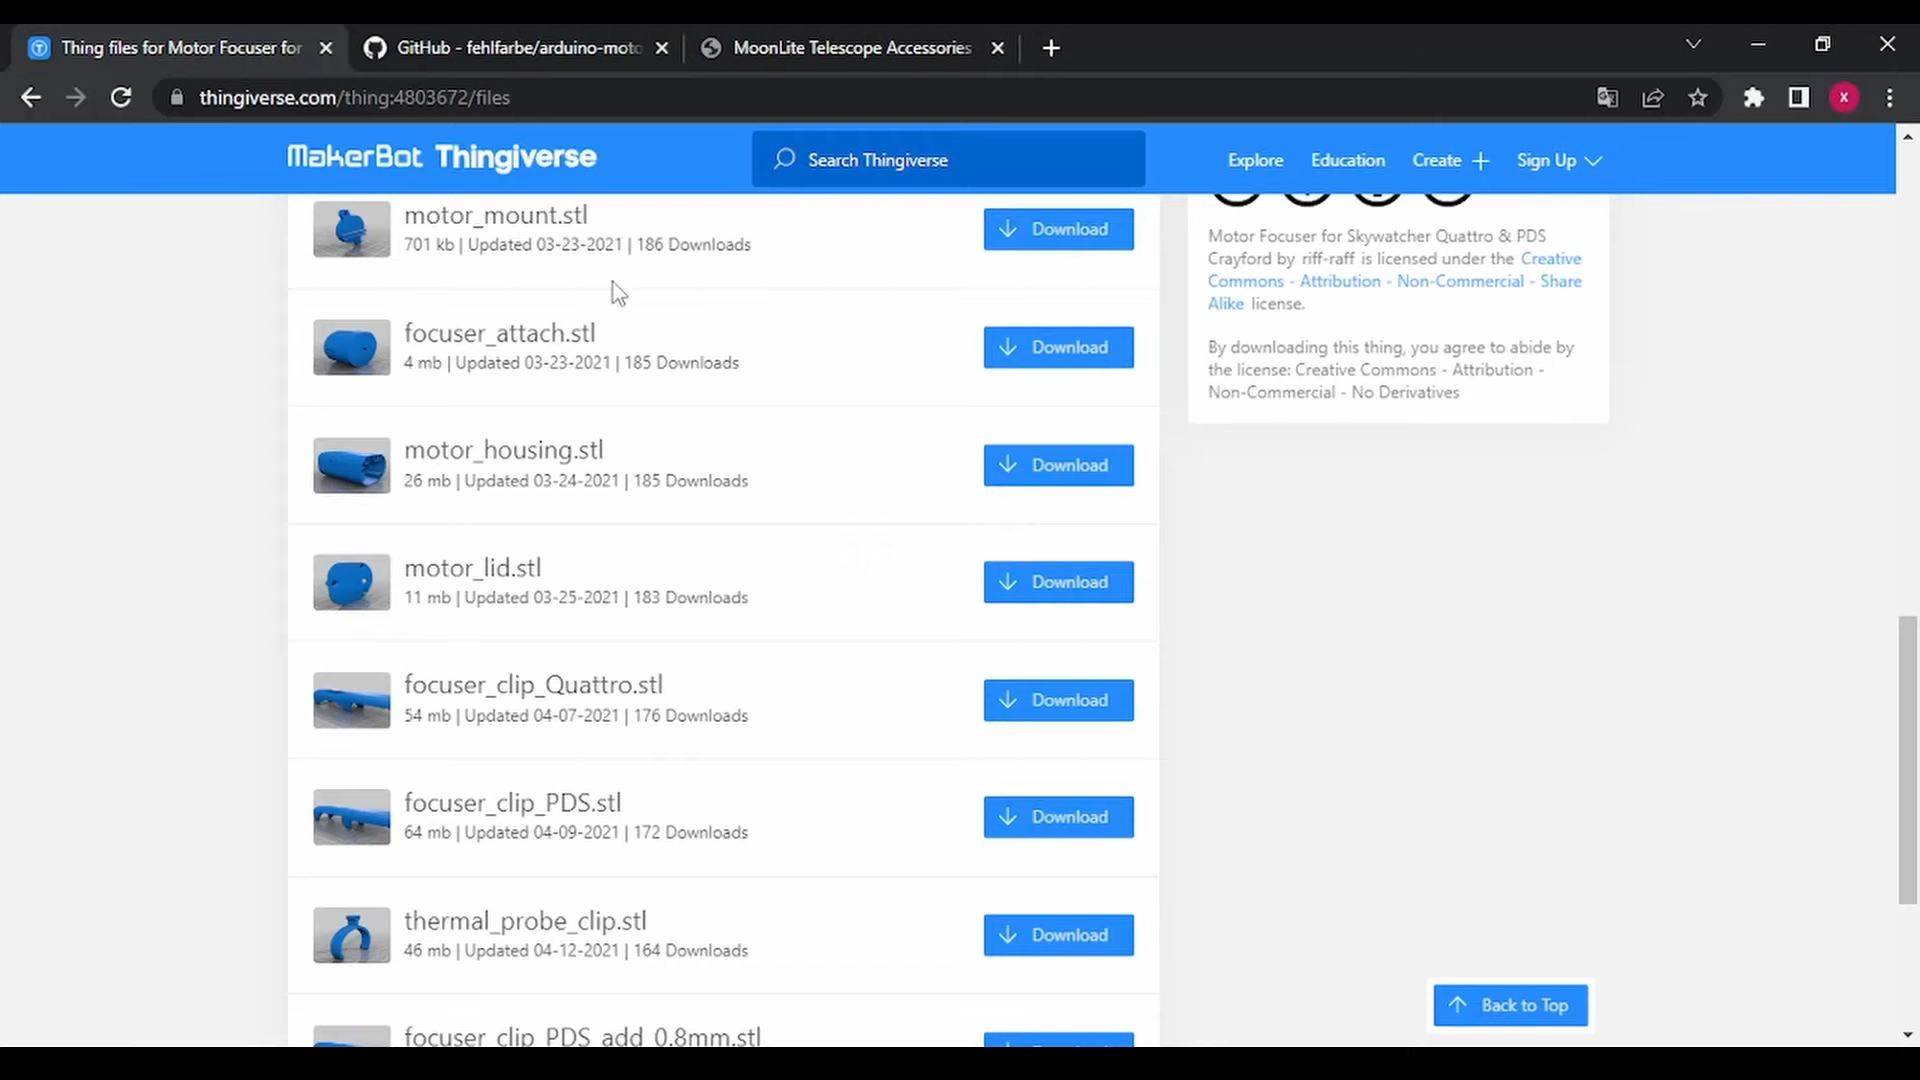 Thing files for Motor Focuser for
GitHub - fehlfarbe/arduino-moto
MoonLite Telescope Accessories
thingiverse.com/thing:4803672/files
X
MakerBot Thingiverse
Search Thingiverse
Explore
Education
Create
Sign Up
motor_mount.stl
701 kb | Updated 03-23-2021 | 186 Downloads
Download
focuser_attach.stl
4 mb | Updated 03-23-2021 | 185 Downloads
Download
motor_housing.stl
26 mb | Updated 03-24-2021 | 185 Downloads
Download
motor_lid.stl
11 mb | Updated 03-25-2021 | 183 Downloads
Download
focuser_clip_Quattro.stl
54 mb | Updated 04-07-2021 | 176 Downloads
Download
focuser_clip_PDS.stl
64 mb | Updated 04-09-2021 | 172 Downloads
Download
thermal_probe_clip.stl
46 mb | Updated 04-12-2021 | 164 Downloads
Download
focuser_clip_PDS_add_0.8mm.stl
Motor Focuser for Skywatcher Quattro & PDS
Crayford by riff-raff is licensed under the Creative
Commons - Attribution - Non-Commercial - Share
Alike license.
By downloading this thing, you agree to abide by
the license: Creative Commons - Attribution -
Non-Commercial - No Derivatives
Back to Top